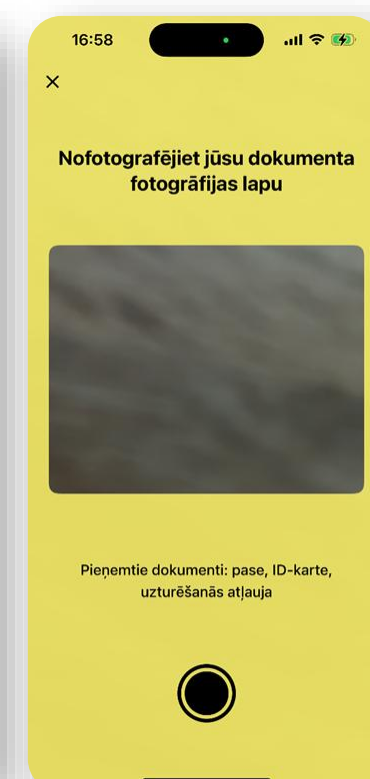 16:58
Nofotografējiet jūsu dokumenta
fotogrāfijas lapu
Pieņemtie dokumenti: pase, ID-karte,
uzturēšanās atļauja